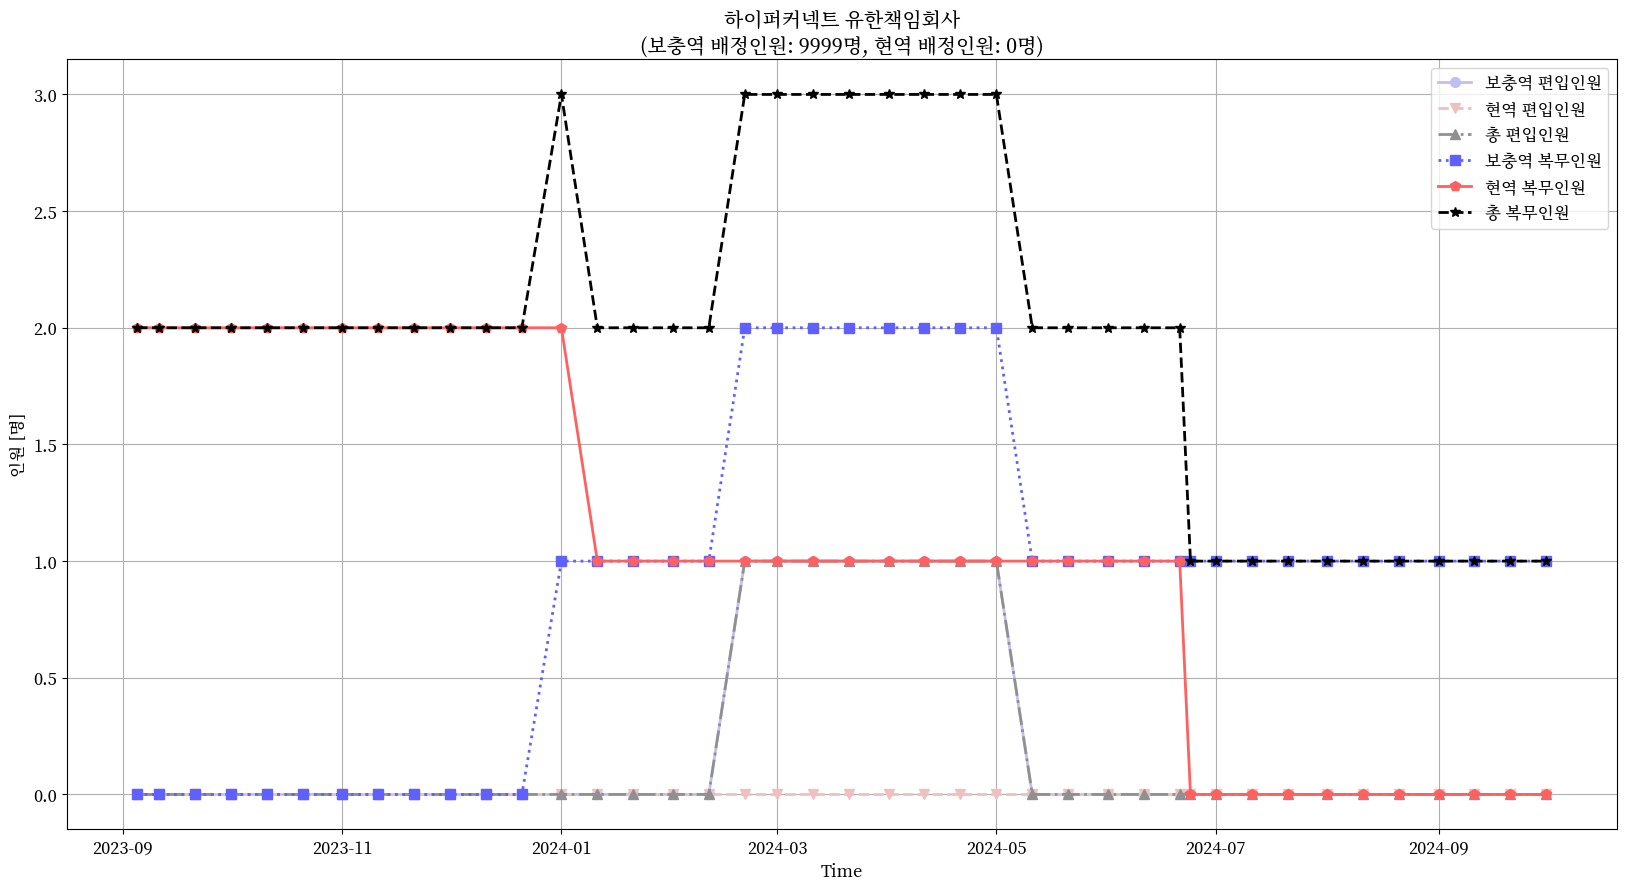 하이퍼커넥트 유한책임회사
(보충역 배정인원: 9999명, 현역 배정인원: 0명)
보충역 편입인원
현역 편입인원
총 편입인원
보충역 복무인원
현역 복무인원
총 복무인원
3.0
2.5
2.0
1.5
1.0
0.5
0.0
인원 [명]
2023-09
2023-11
2024-01
2024-03
2024-05
2024-07
2024-09
Time